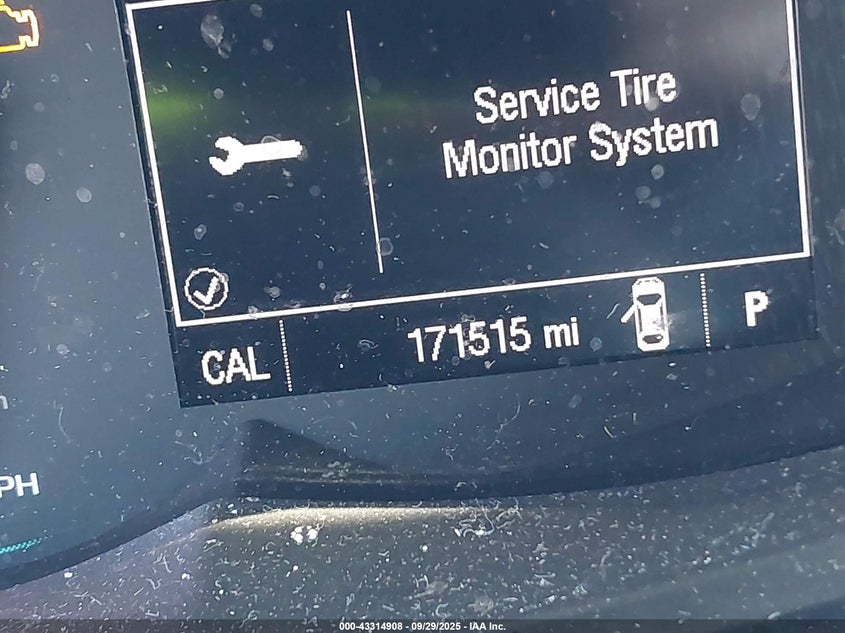 Service Tire
Monitor System
CAL 171515 mi P
PH
000-43314908 - 09/29/2025 - IAA Inc.